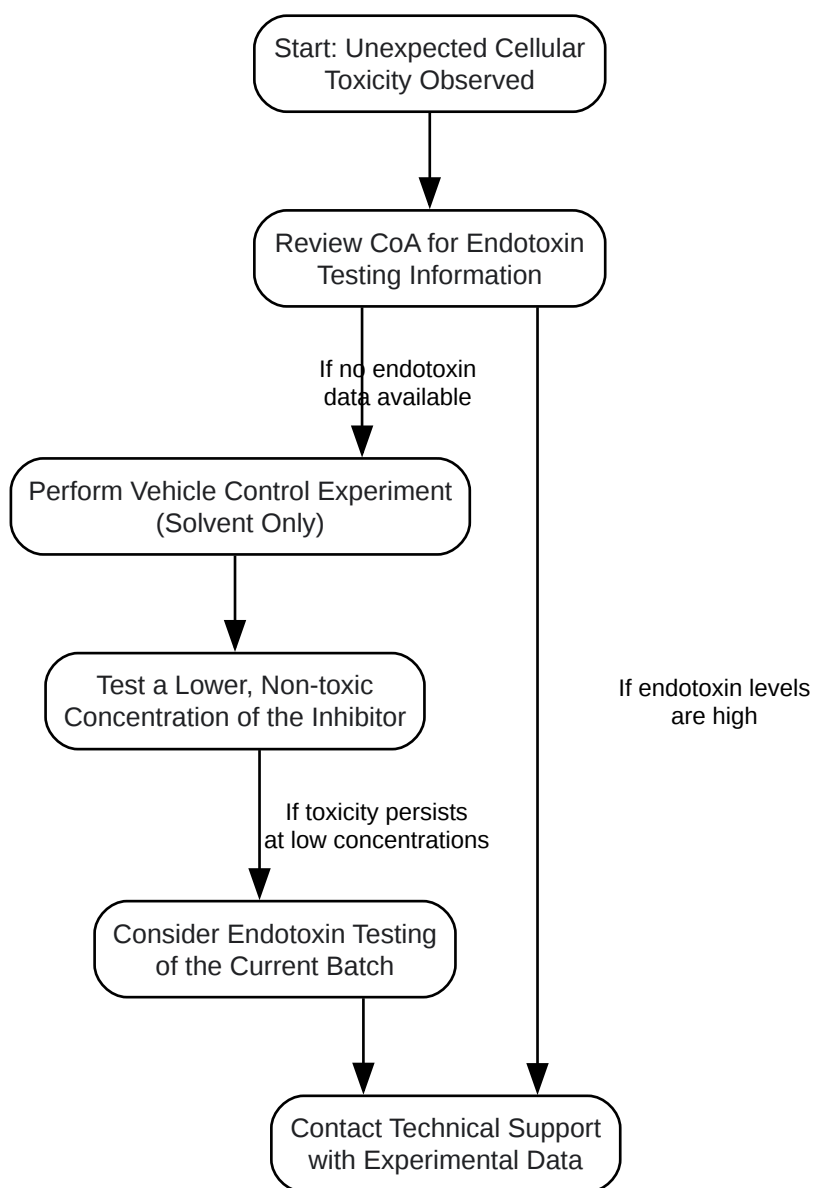 Start: Unexpected Cellular
Toxicity Observed
Review CoA for Endotoxin
Testing Information
If no endotoxin
data available
Perform Vehicle Control Experiment
(Solvent Only)
Test a Lower, Non-toxic
Concentration of the Inhibitor
If endotoxin levels
are high
If toxicity persists
at low concentrations
Consider Endotoxin Testing
of the Current Batch
Contact Technical Support
with Experimental Data